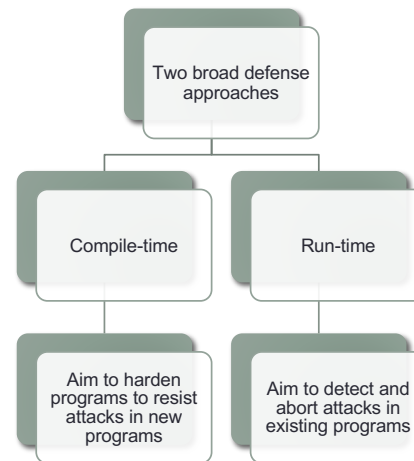 Two broad defense
approaches
Compile-time
Run-time
Aim to harden
programs to resist
attacks in new
programs
Aim to detect and
abort attacks in
existing programs